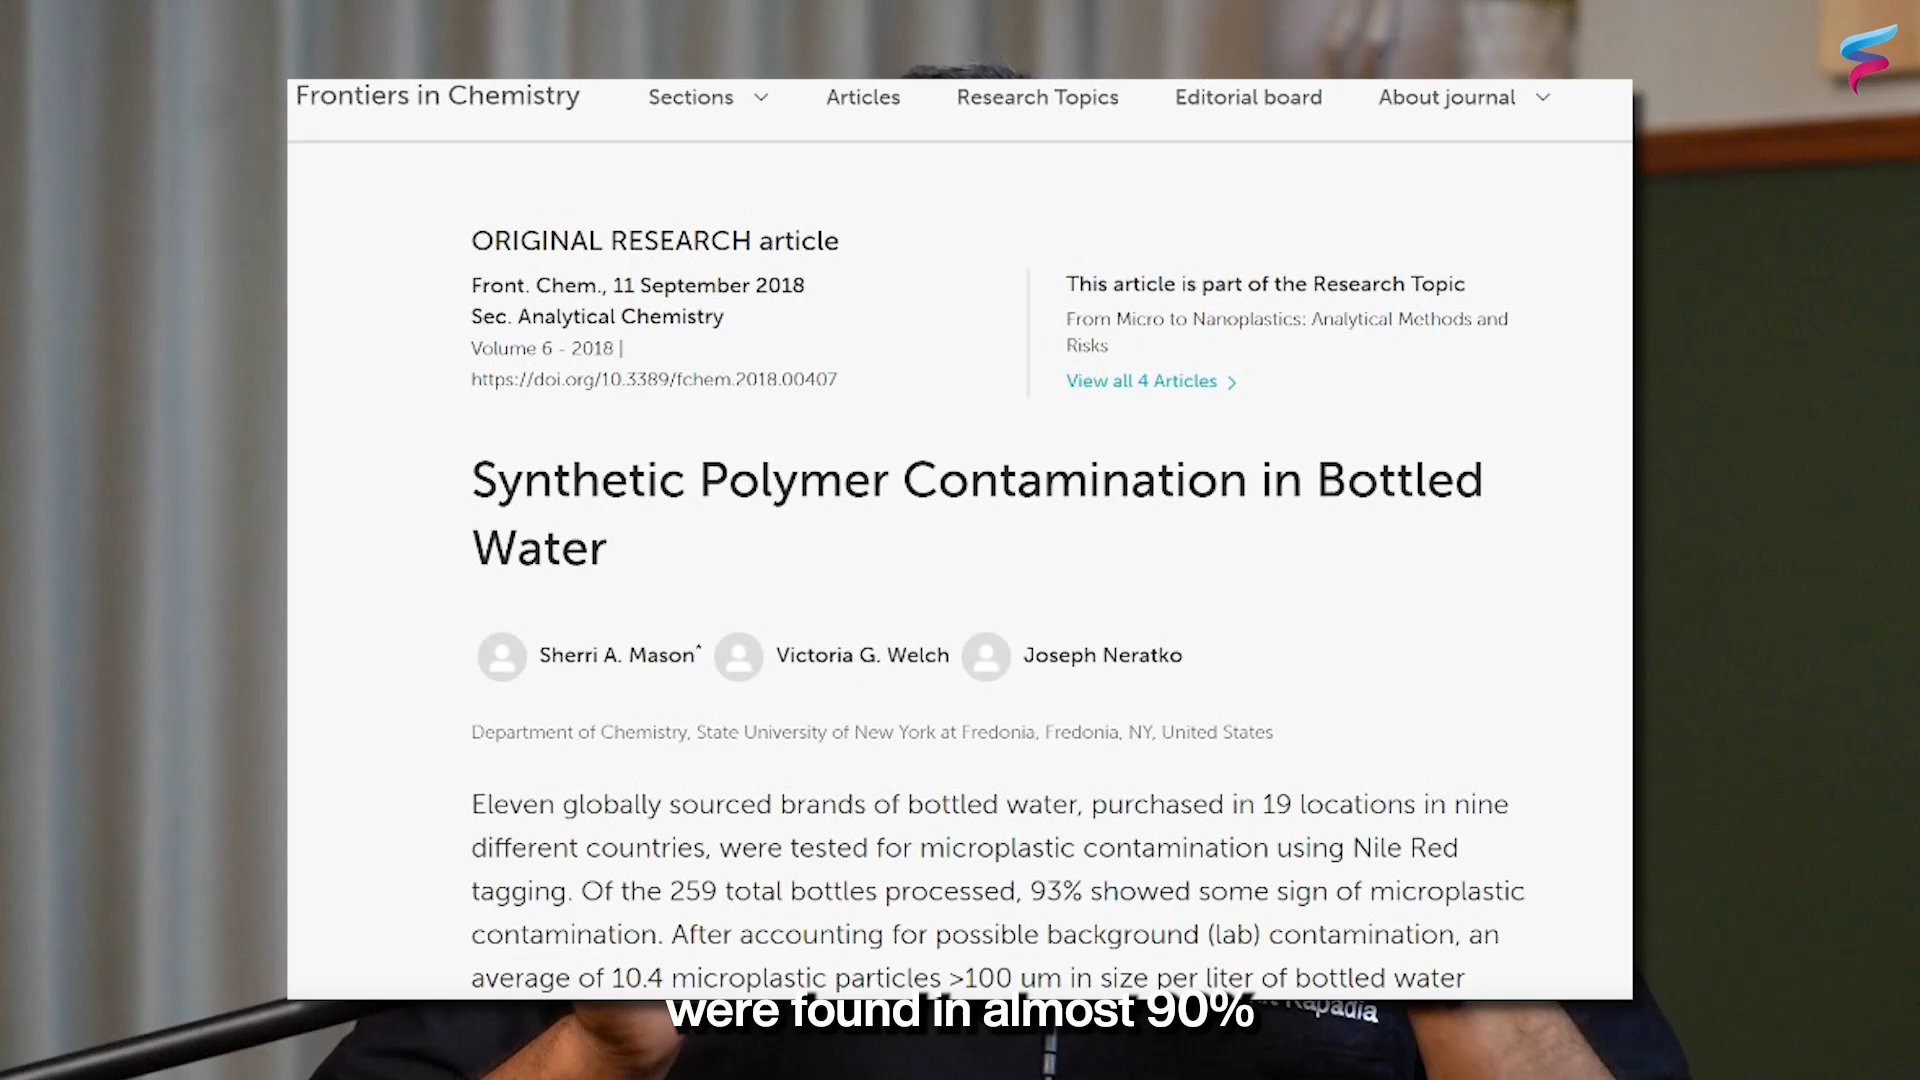 Frontiers in Chemistry Sections Articles Research Topics Editorial board About journal
ORIGINAL RESEARCH article
Front. Chem., 11 September 2018
Sec. Analytical Chemistry
Volume 6 - 2018 |
https://doi.org/10.3389/fchem.2018.00407
This article is part of the Research Topic
From Micro to Nanoplastics: Analytical Methods and
Risks
View all 4 Articles >
Synthetic Polymer Contamination in Bottled
Water
Sherri A. Mason* Victoria G. Welch Joseph Neratko
Department of Chemistry, State University of New York at Fredonia, Fredonia, NY, United States
Eleven globally sourced brands of bottled water, purchased in 19 locations in nine
different countries, were tested for microplastic contamination using Nile Red
tagging. Of the 259 total bottles processed, 93% showed some sign of microplastic
contamination. After accounting for possible background (lab) contamination, an
average of 10.4 microplastic particles >100 um in size per liter of bottled water
were found in almost 90%
Kapadia